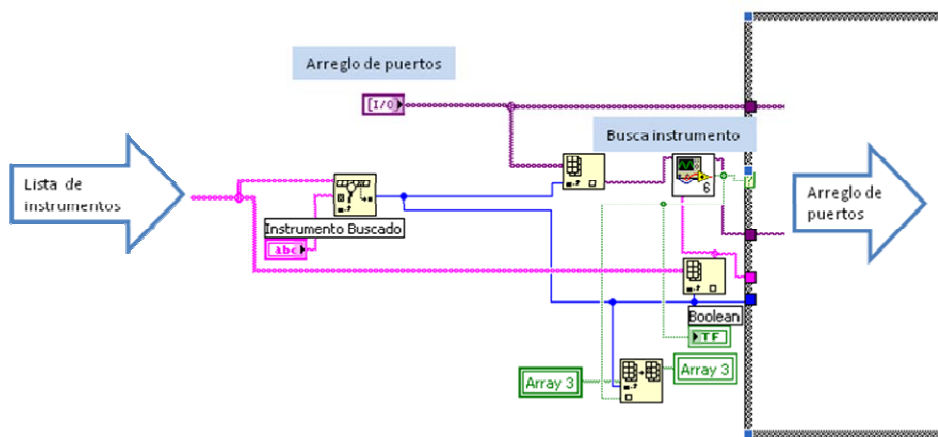 Arreglo de puertos
[I/O]
Busca instrumento
6
Lista de
instrumentos
Instrumento Buscado
abc
?
Arreglo de
puertos
Boolean
TF
Array 3
Array 3